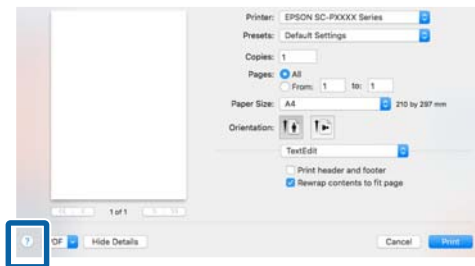 Printer: EPSON SC-PXXXX Series
Presets: Default Settings
Copies: 1
Pages: All
From: 1 to: 1
Paper Size: A4 210 by 297 mm
Orientation:
TextEdit
Print header and footer
Rewrap contents to fit page
1 of 1
? DF Hide Details Cancel Print